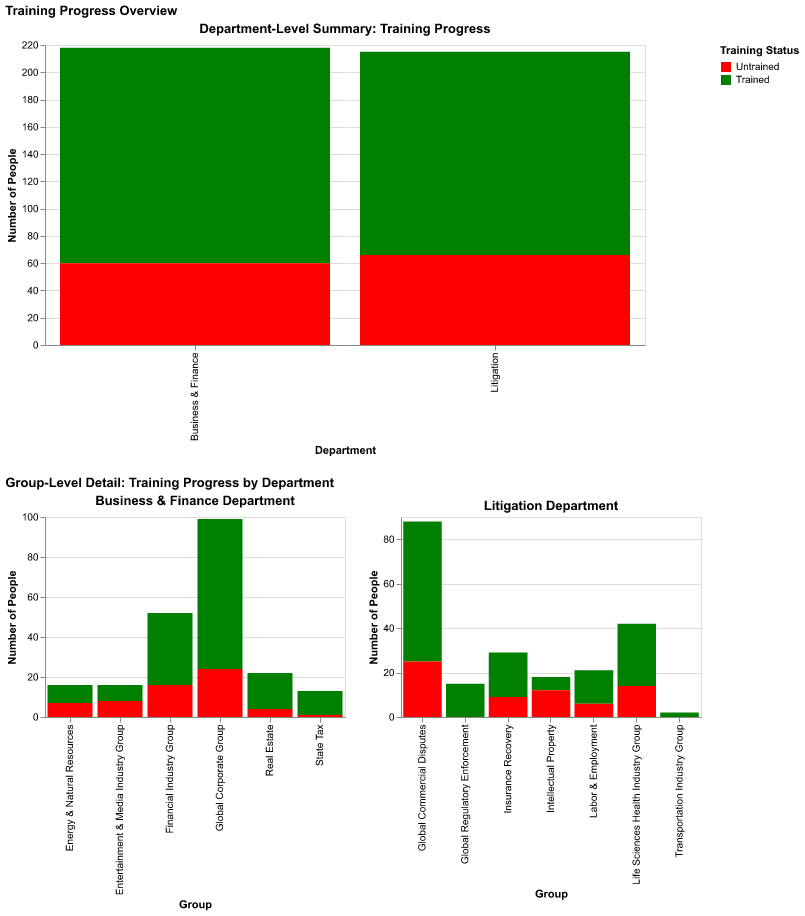 Training Progress Overview
Department-Level Summary: Training Progress
Number of People
220
200
180
160
140
120
100
80
60
40
20
0
Business & Finance
Litigation
Department
Training Status
Untrained
Trained
Group-Level Detail: Training Progress by Department
Business & Finance Department
Number of People
100
80
60
40
20
0
Energy & Natural Resources
Entertainment & Media Industry Group
Financial Industry Group
Global Corporate Group
Real Estate
State Tax
Group
Litigation Department
Number of People
80
60
40
20
0
Global Commercial Disputes
Global Regulatory Enforcement
Insurance Recovery
Intellectual Property
Labor & Employment
Life Sciences Health Industry Group
Transportation Industry Group
Group